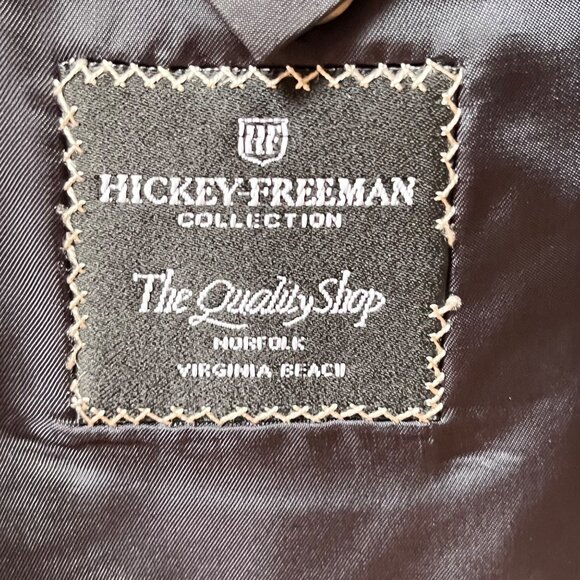 HF
HICKEY-FREEMAN
COLLECTION
The Quality Shop
NORFOLK
VIRGINIA BEACH